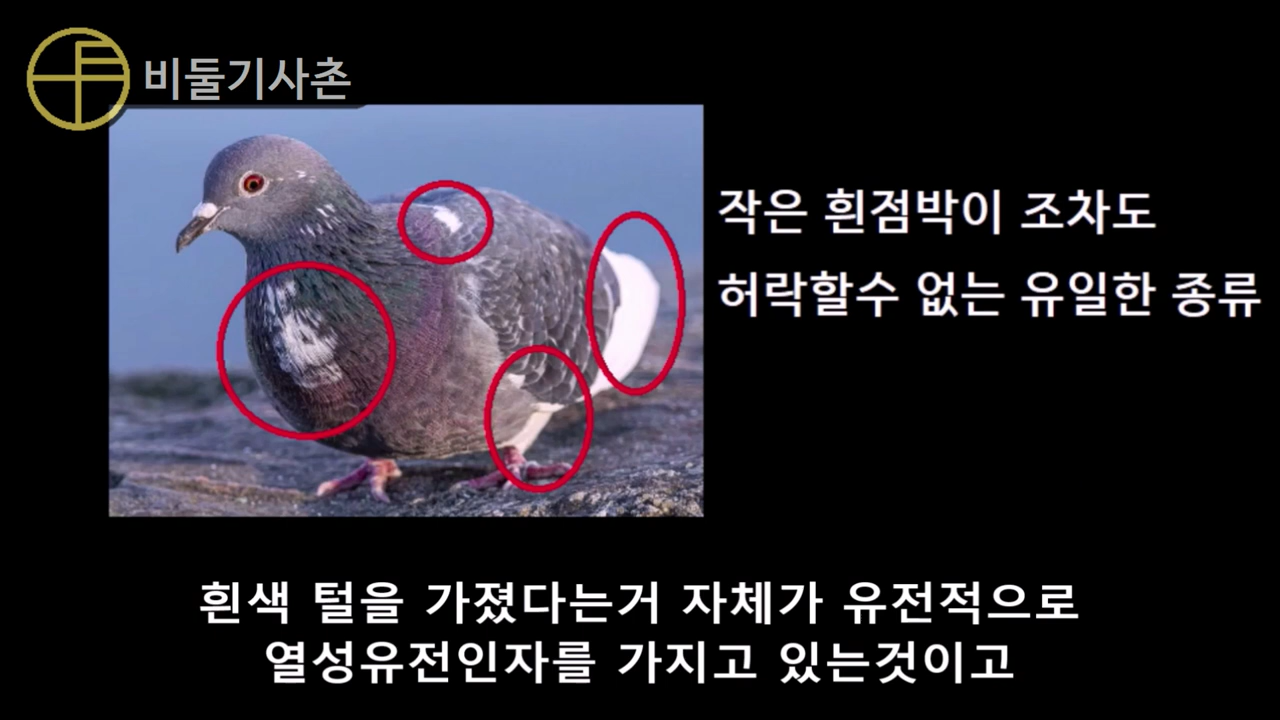 비둘기사촌
작은 흰점박이 조차도
허락할수 없는 유일한 종류
흰색 털을 가졌다는거 자체가 유전적으로
열성유전인자를 가지고 있는것이고